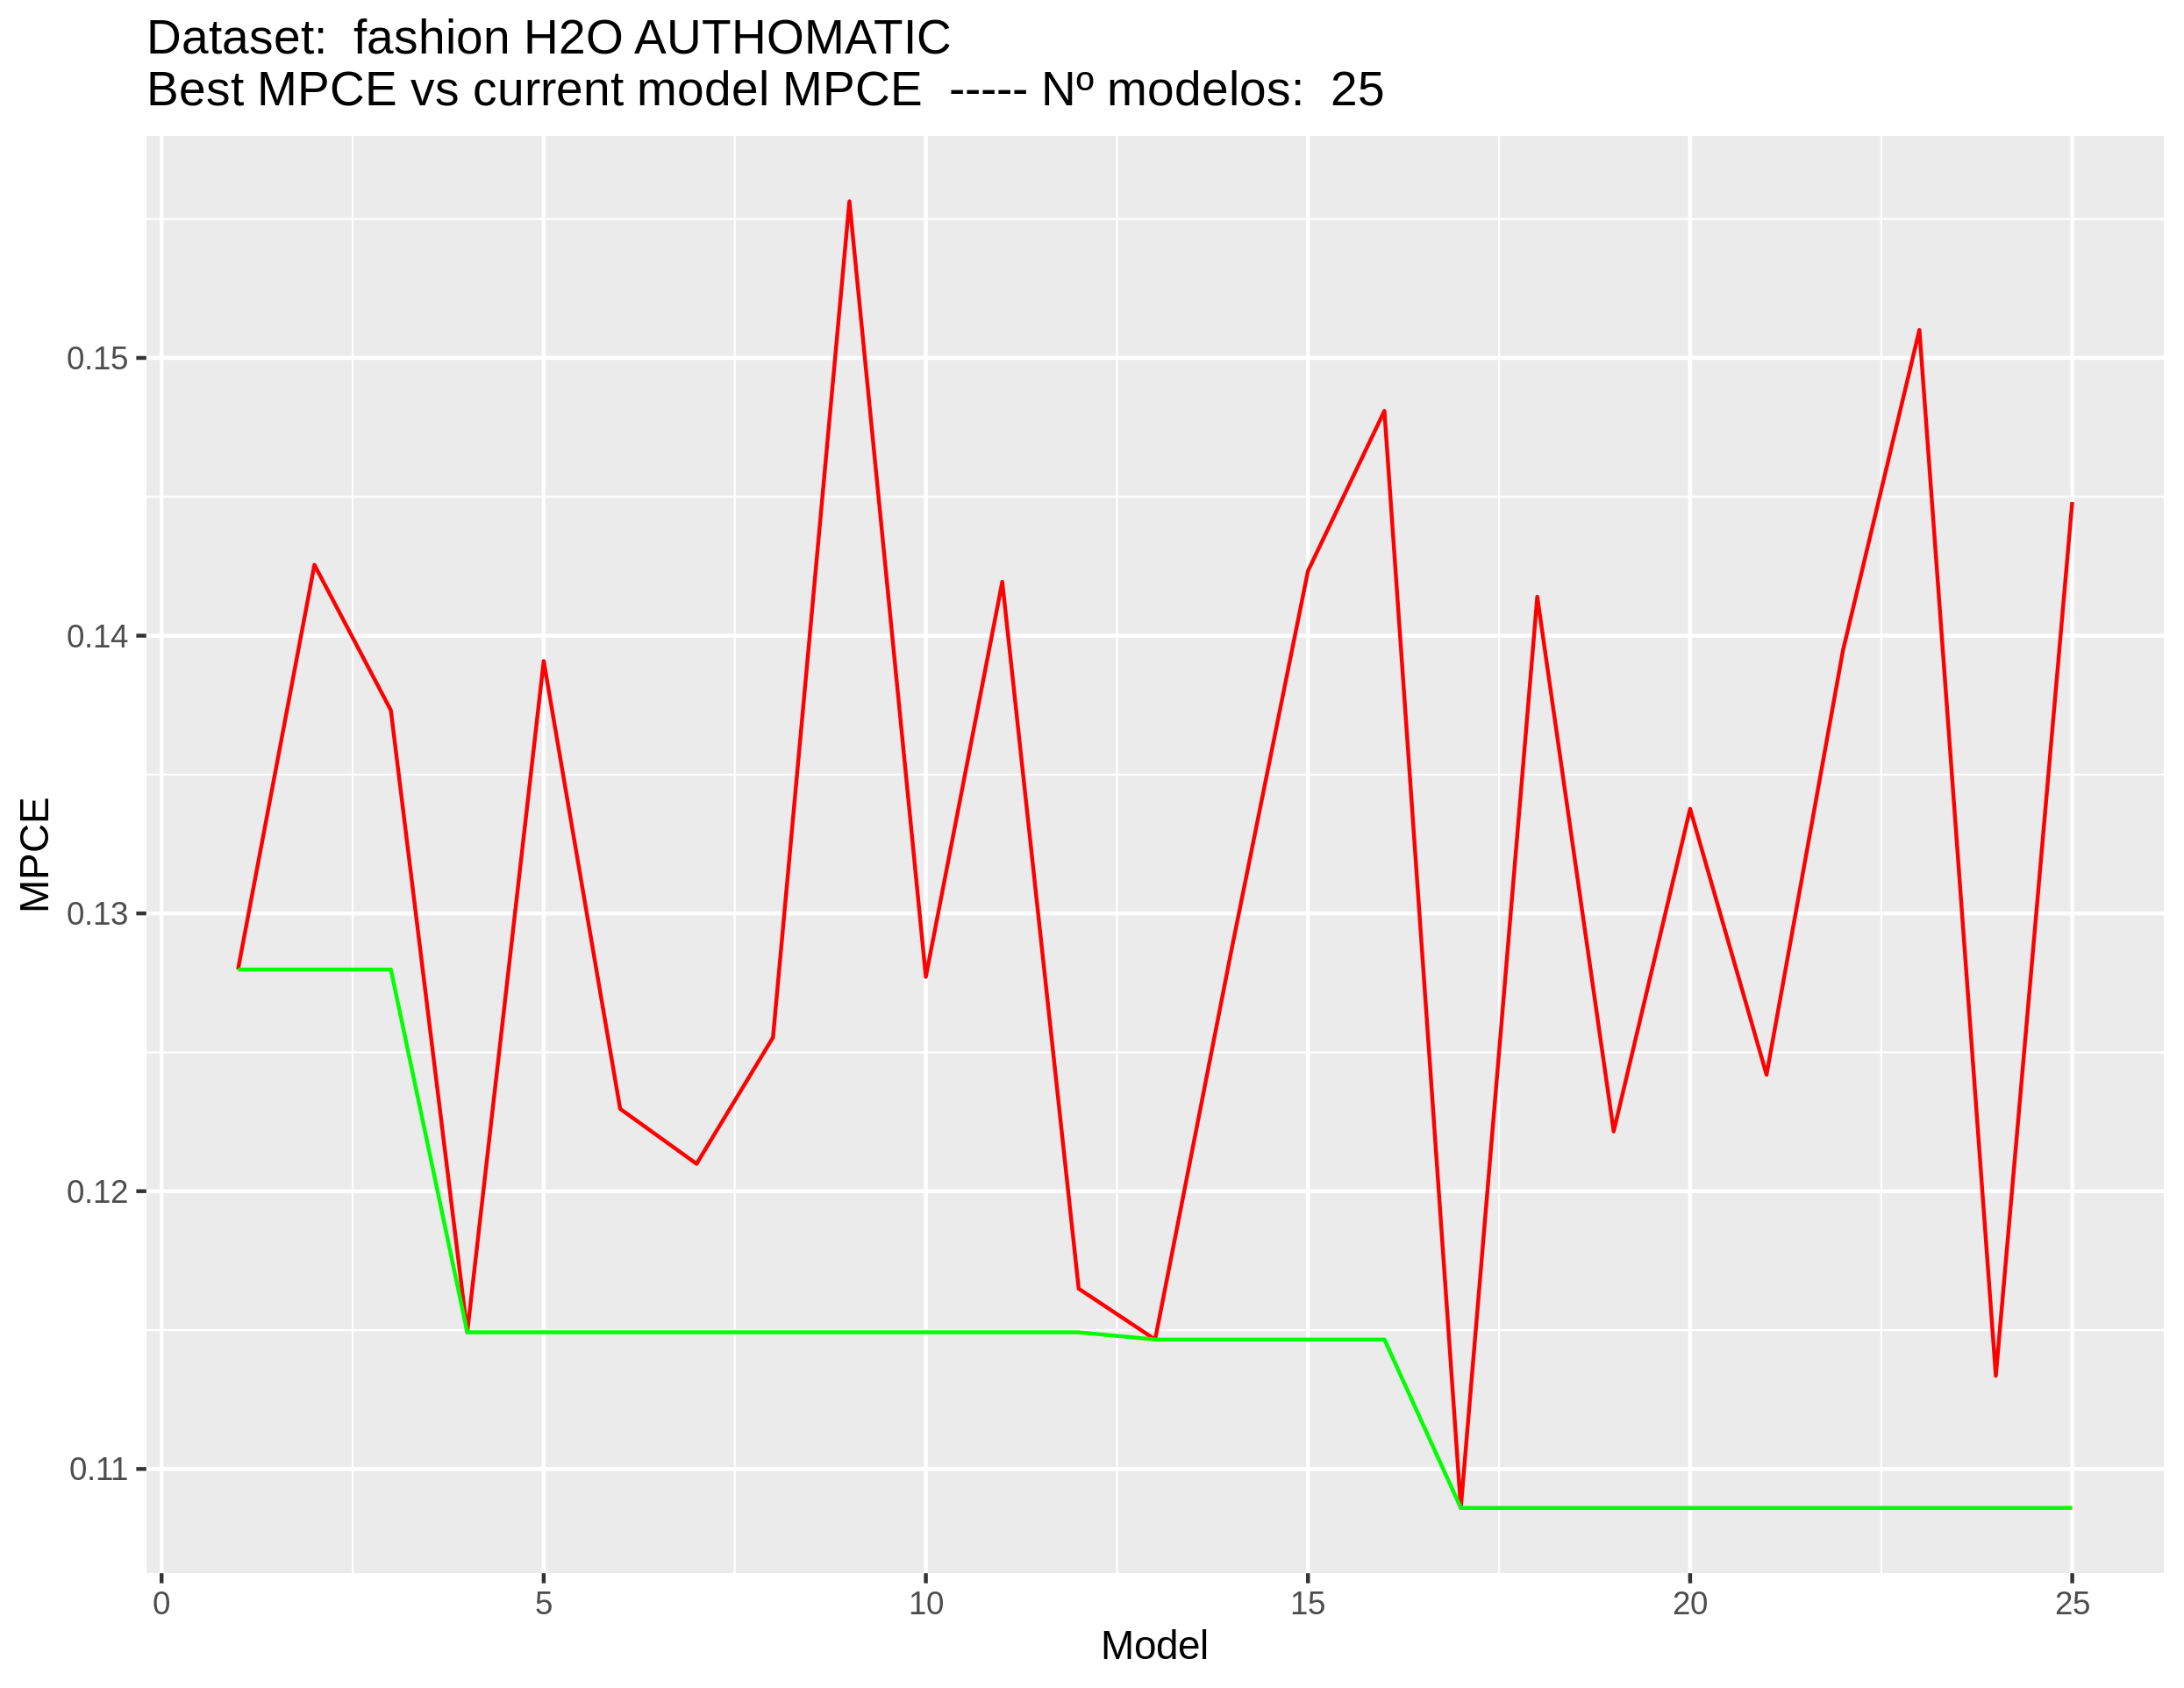 Dataset:  fashion H2O AUTHOMATIC
Best MPCE vs current model MPCE  ----- Nº modelos:  25
0.15
0.14
0.13
0.12
0.11
MPCE
0 5 10 15 20 25
Model